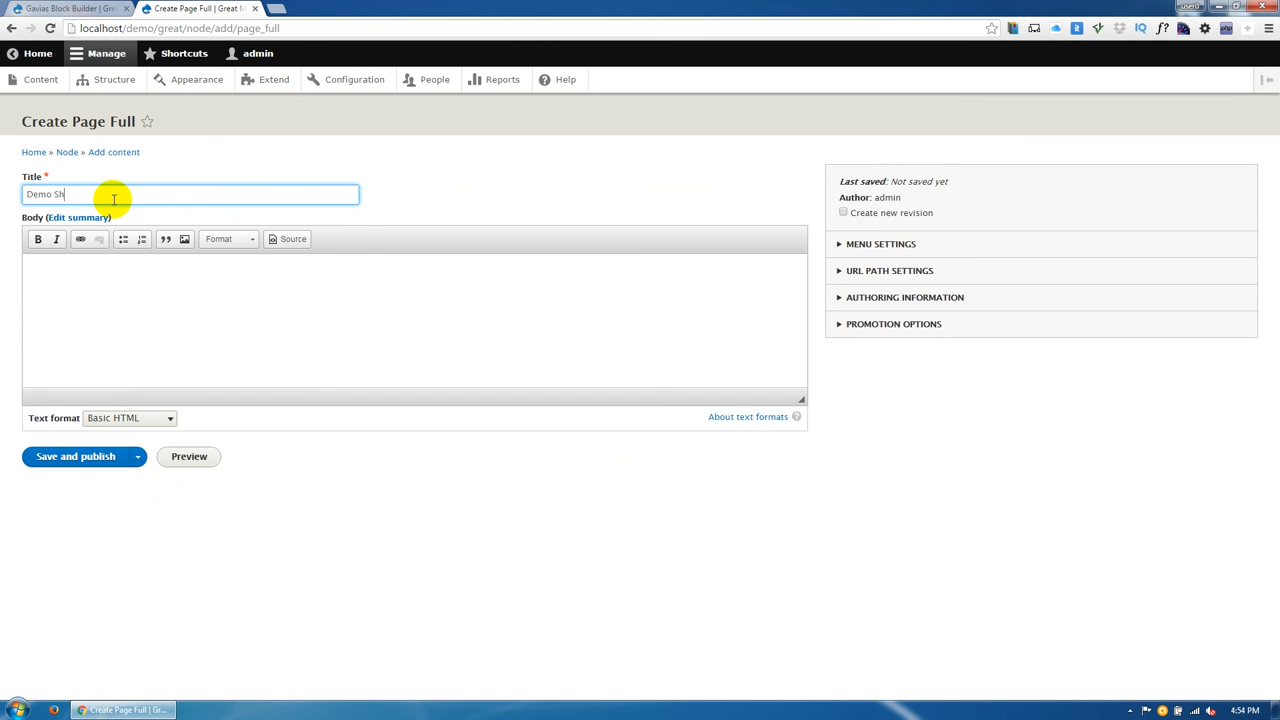 Gavias Block Builder | Gre
Create Page Full | Great M
user0
localhost/demo/great/node/add/page_full
Home
Manage
Shortcuts
admin
Content
Structure
Appearance
Extend
Configuration
People
Reports
Help
Create Page Full
Home » Node » Add content
Title *
Demo Sh
Body (Edit summary)
Format
Source
Text format
Basic HTML
About text formats
Save and publish
Preview
Last saved: Not saved yet
Author: admin
Create new revision
MENU SETTINGS
URL PATH SETTINGS
AUTHORING INFORMATION
PROMOTION OPTIONS
Create Page Full | Gr...
4:54 PM